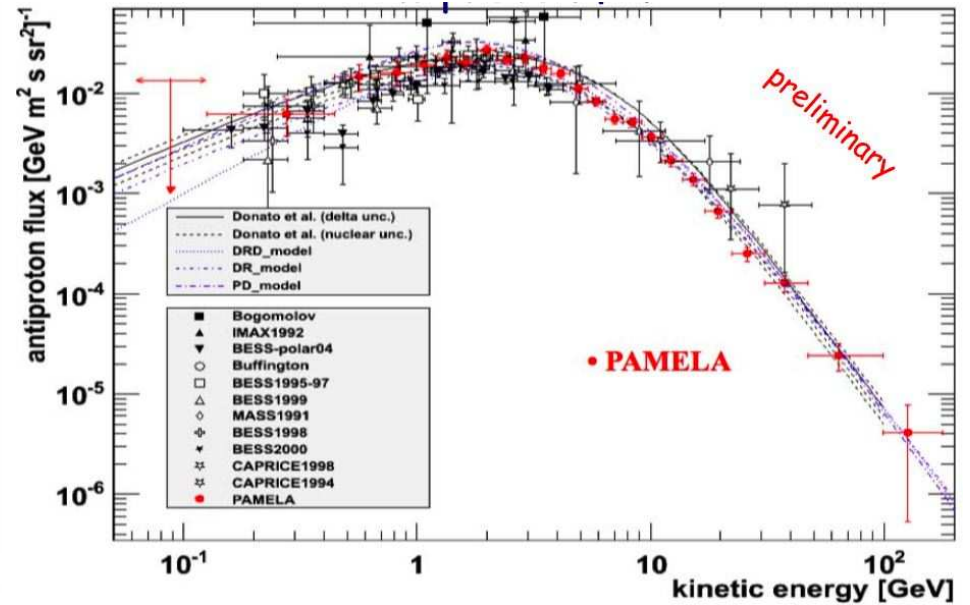 antiproton flux [GeV m² s sr²]⁻¹
10⁻²
10⁻³
10⁻⁴
10⁻⁵
10⁻⁶
preliminary
Donato et al. (delta unc.)
Donato et al. (nuclear unc.)
DRD_model
DR_model
PD_model
Bogomolov
IMAX1992
BESS-polar04
Buffington
BESS1995-97
BESS1999
MASS1991
BESS1998
BESS2000
CAPRICE1998
CAPRICE1994
PAMELA
PAMELA
10⁻¹
1
10
10²
kinetic energy [GeV]